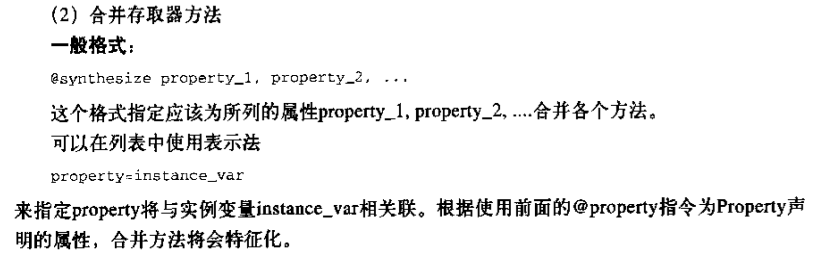 (2) 合并存取器方法
一般格式：
@synthesize property_1, property_2, ...
这个格式指定应该为所列的属性property_1, property_2, ....合并各个方法。
可以在列表中使用表示法
property=instance_var
来指定property将与实例变量instance_var相关联。根据使用前面的@property指令为Property声
明的属性，合并方法将会特征化。